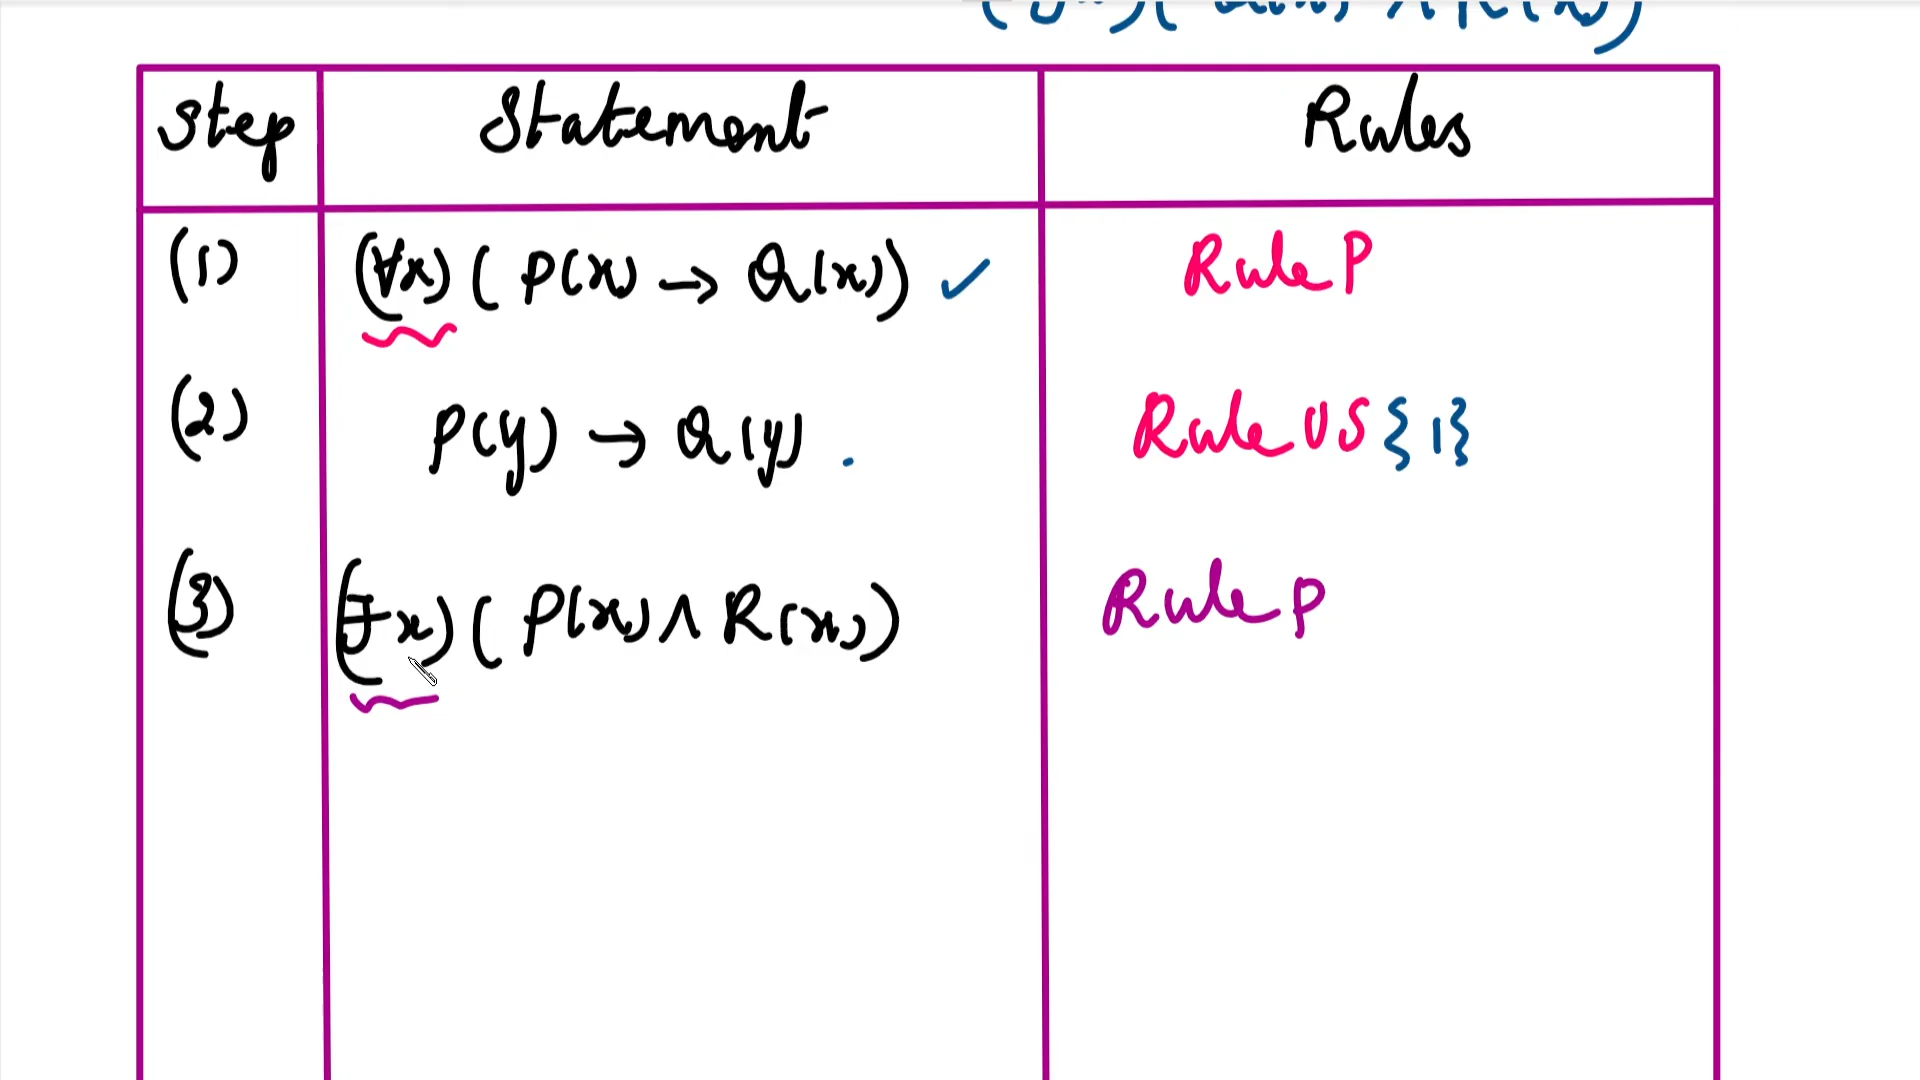 Step Statement Rules
(1) (∀x) ( P(x) → Q(x)) ✓ Rule P
(2) P(y) → Q(y) . Rule US {1}
(3) (∃x) ( P(x) ∧ R(x)) Rule P